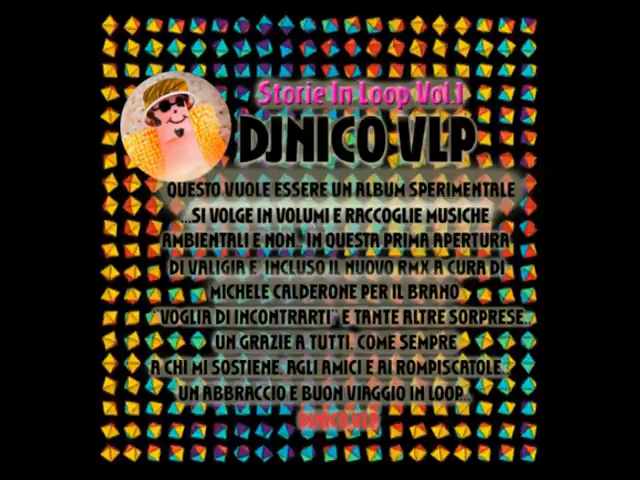 Storie In Loop Vol.1
DJNICO VLP
QUESTO VUOLE ESSERE UN ALBUM SPERIMENTALE
...SI VOLGE IN VOLUMI E RACCOGLIE MUSICHE
AMBIENTALI E NON.. IN QUESTA PRIMA APERTURA
DI VALIGIA E' INCLUSO IL NUOVO RMX A CURA DI
MICHELE CALDERONE PER IL BRANO
"VOGLIA DI INCONTRARTI" E TANTE ALTRE SORPRESE..
UN GRAZIE A TUTTI, COME SEMPRE
A CHI MI SOSTIENE, AGLI AMICI E AI ROMPISCATOLE..
UN ABBRACCIO E BUON VIAGGIO IN LOOP..
DJNICO VLP